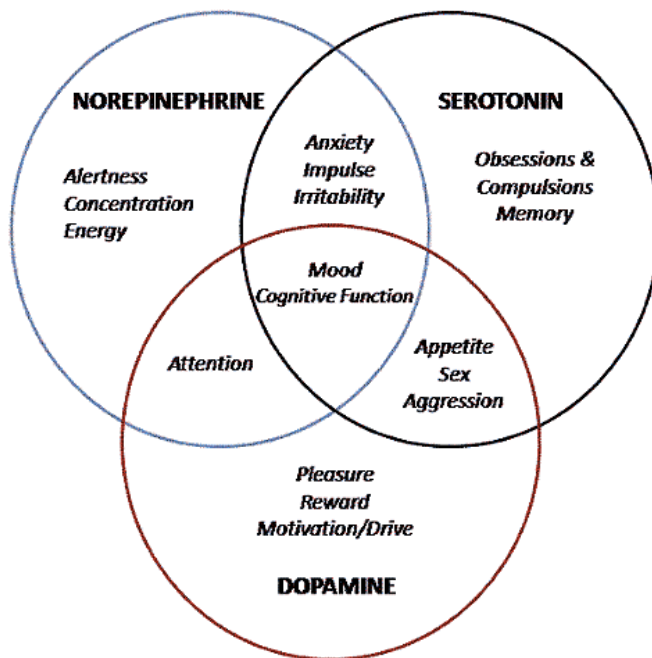 NOREPINEPHRINE
SEROTONIN
Anxiety
Impulse
Irritability
Alertness
Concentration
Energy
Obsessions &
Compulsions
Memory
Mood
Cognitive Function
Attention
Appetite
Sex
Aggression
Pleasure
Reward
Motivation/Drive
DOPAMINE